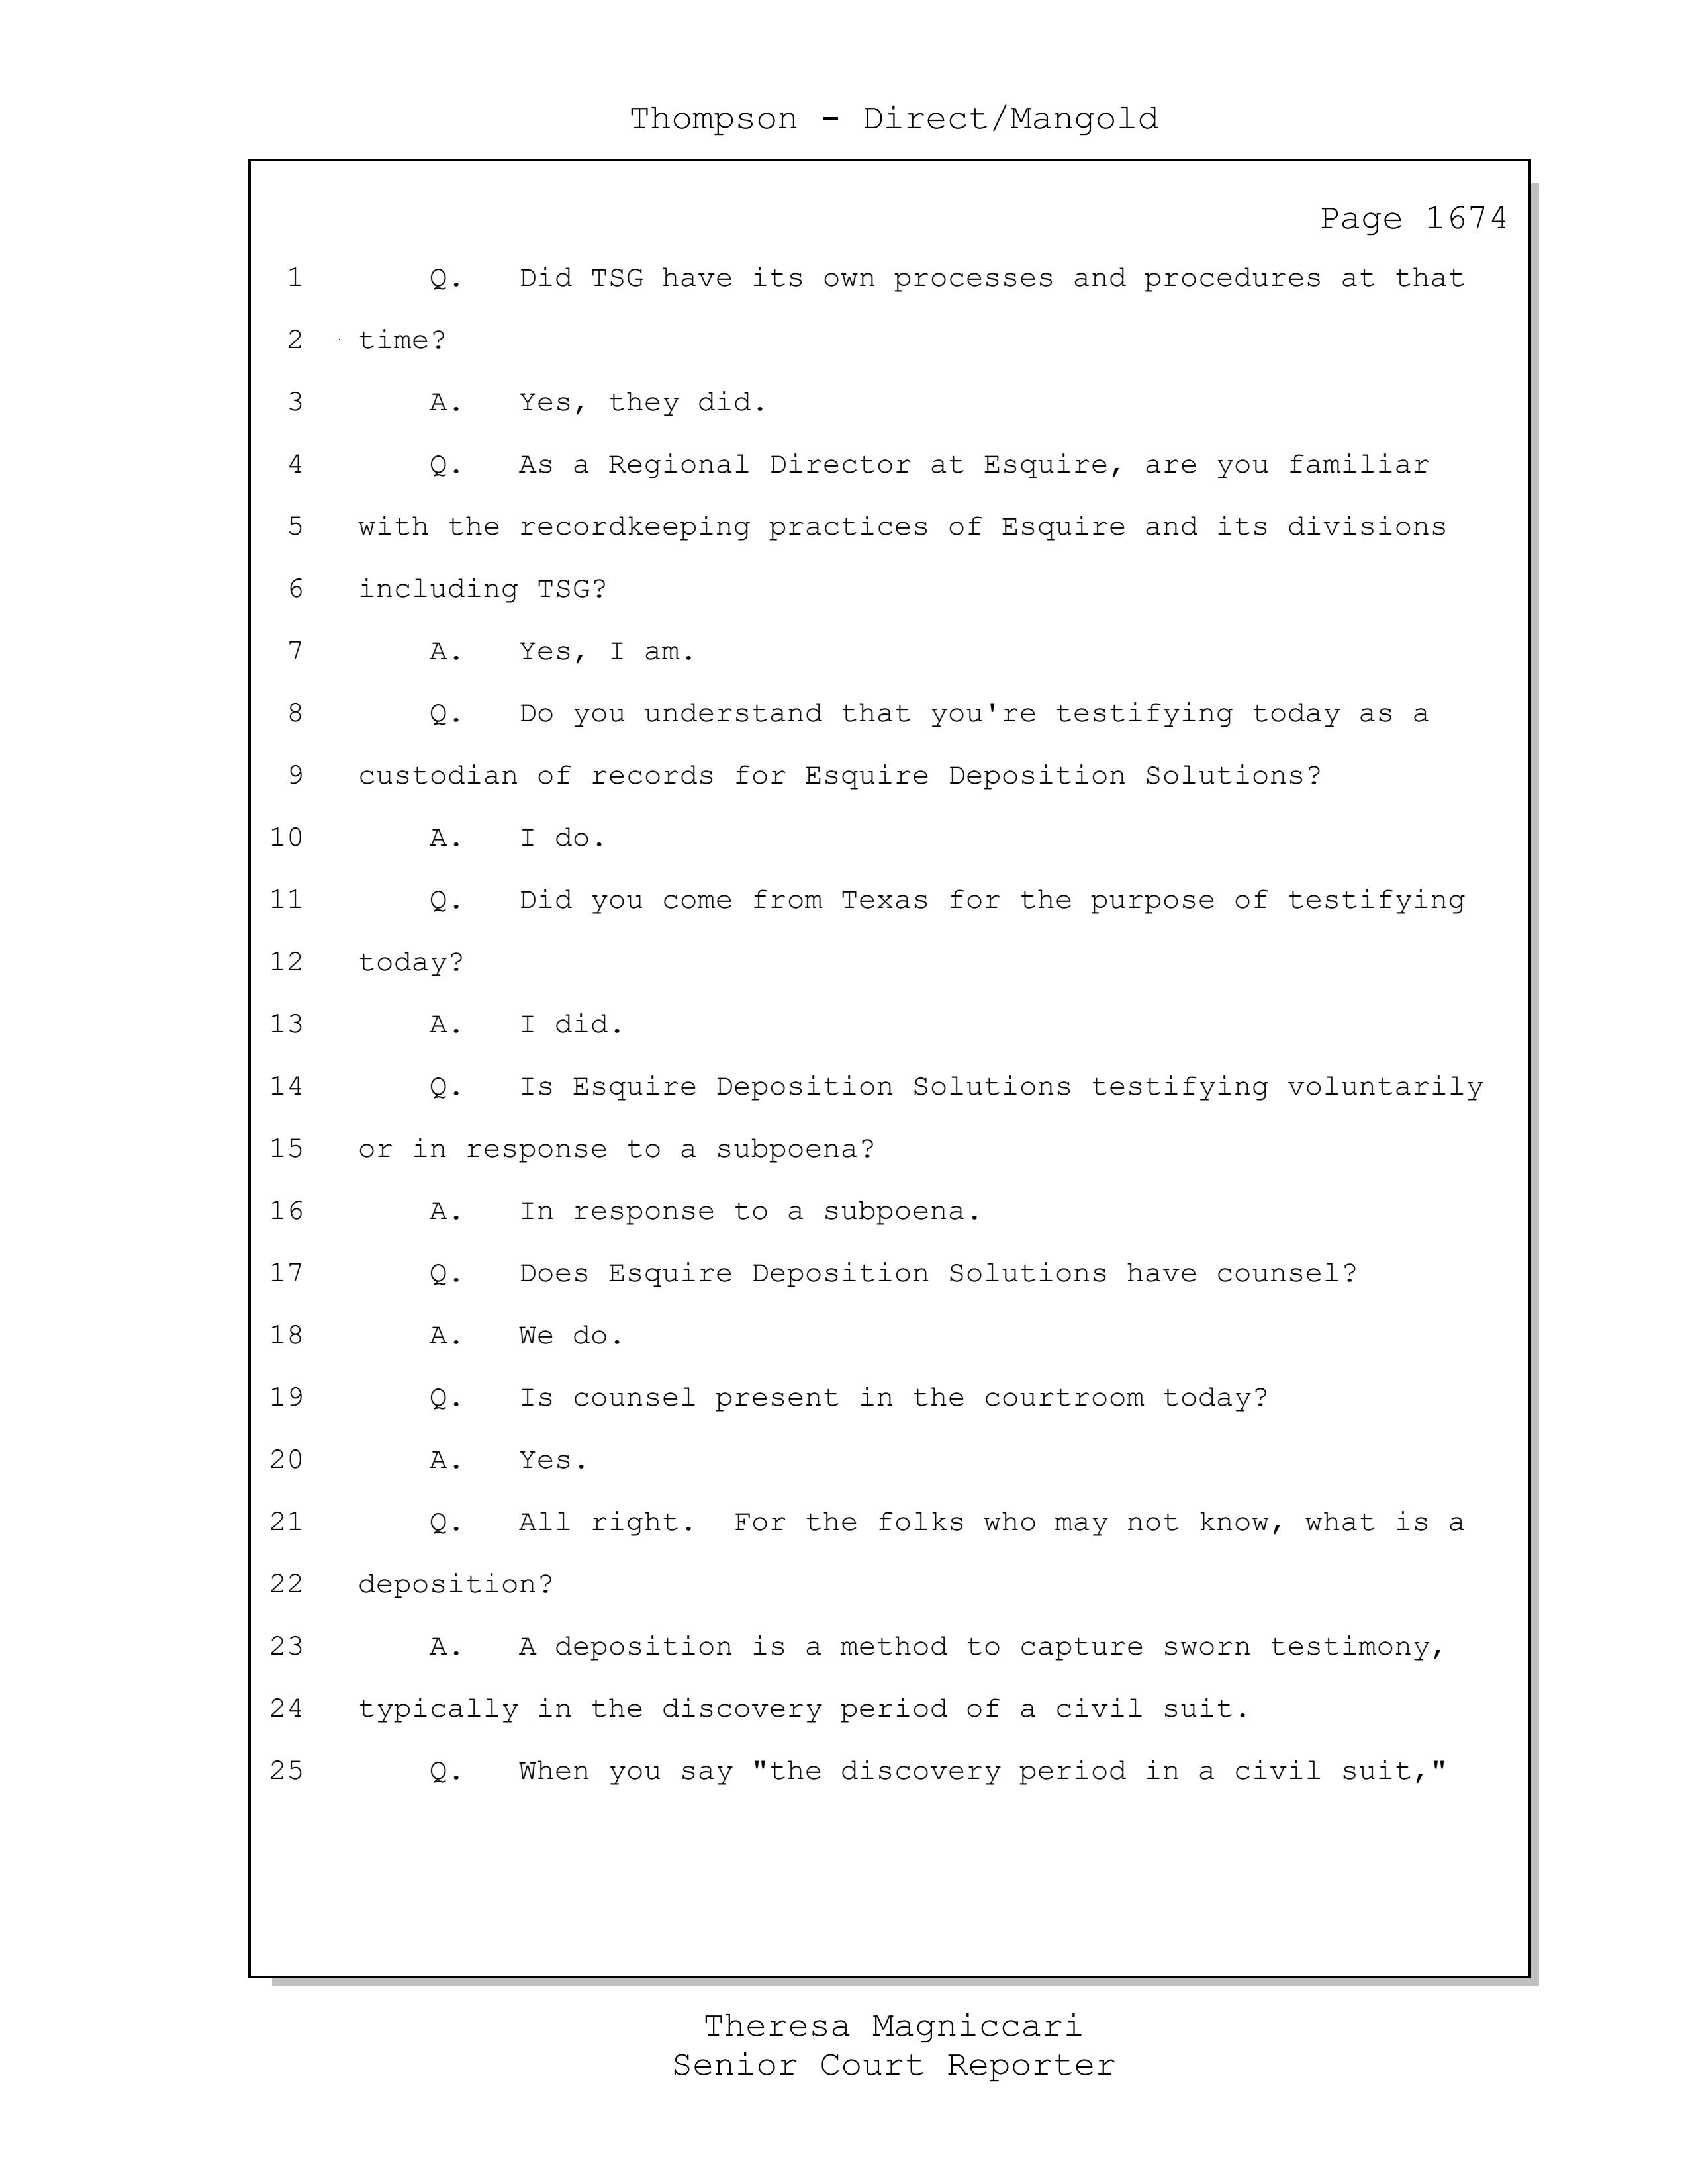 Thompson - Direct/Mangold
Page 1674
1 Q. Did TSG have its own processes and procedures at that
2 time?
3 A. Yes, they did.
4 Q. As a Regional Director at Esquire, are you familiar
5 with the recordkeeping practices of Esquire and its divisions
6 including TSG?
7 A. Yes, I am.
8 Q. Do you understand that you're testifying today as a
9 custodian of records for Esquire Deposition Solutions?
10 A. I do.
11 Q. Did you come from Texas for the purpose of testifying
12 today?
13 A. I did.
14 Q. Is Esquire Deposition Solutions testifying voluntarily
15 or in response to a subpoena?
16 A. In response to a subpoena.
17 Q. Does Esquire Deposition Solutions have counsel?
18 A. We do.
19 Q. Is counsel present in the courtroom today?
20 A. Yes.
21 Q. All right. For the folks who may not know, what is a
22 deposition?
23 A. A deposition is a method to capture sworn testimony,
24 typically in the discovery period of a civil suit.
25 Q. When you say "the discovery period in a civil suit,"
Theresa Magniccari
Senior Court Reporter